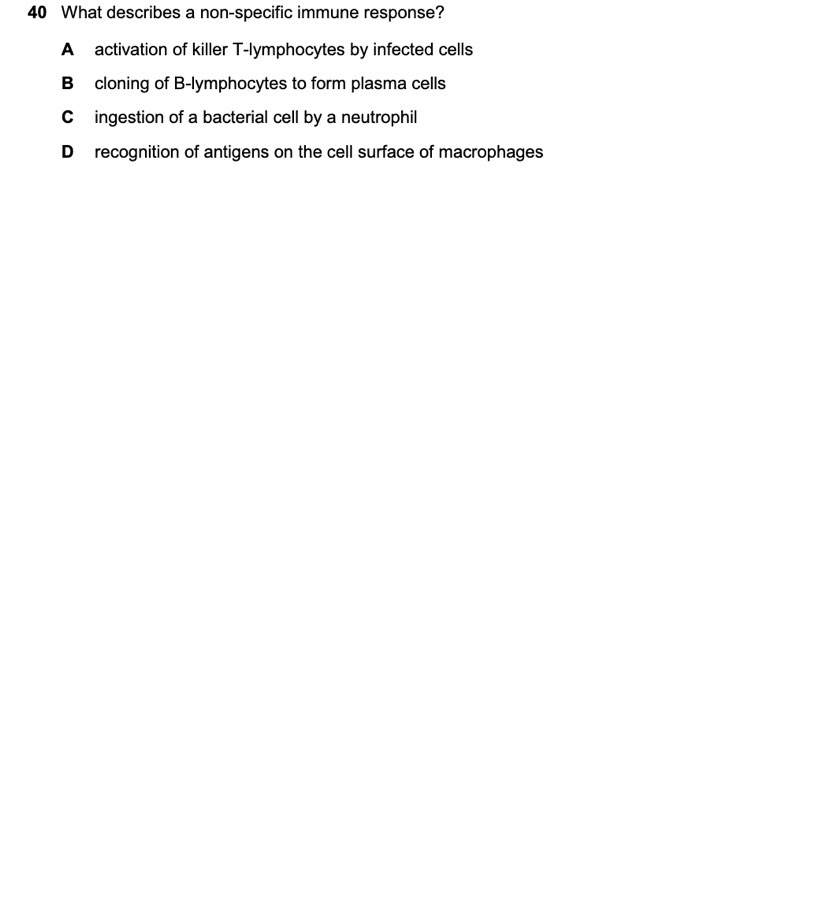 40 What describes a non-specific immune response?
A activation of killer T-lymphocytes by infected cells
B cloning of B-lymphocytes to form plasma cells
C ingestion of a bacterial cell by a neutrophil
D recognition of antigens on the cell surface of macrophages